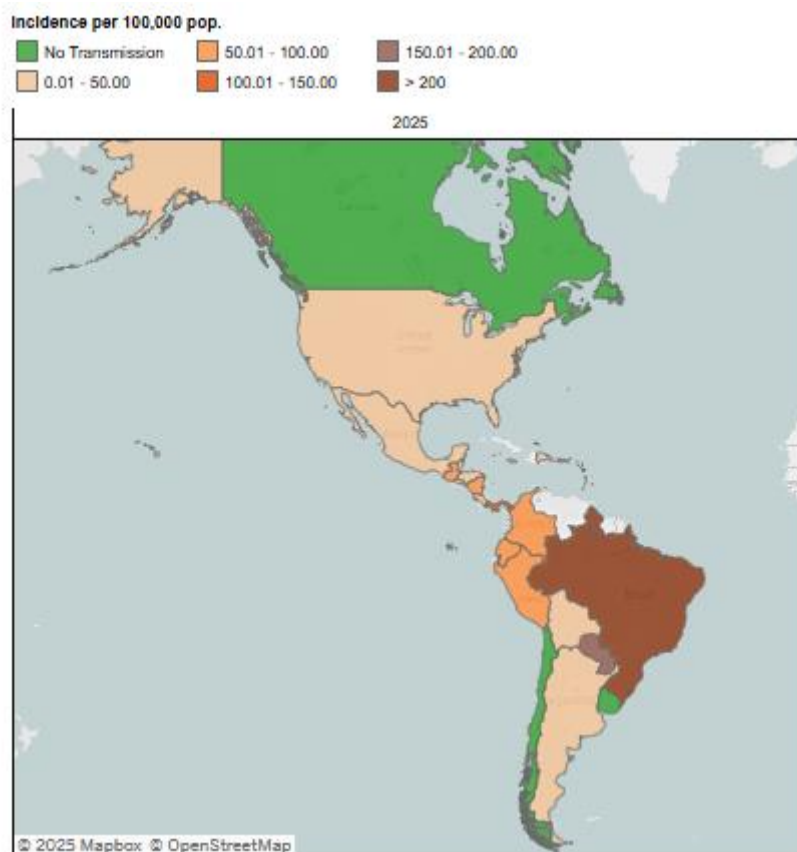 Incidence per 100,000 pop.
No Transmission
50.01 - 100.00
150.01 - 200.00
0.01 - 50.00
100.01 - 150.00
> 200
2025
© 2025 Mapbox © OpenStreetMap